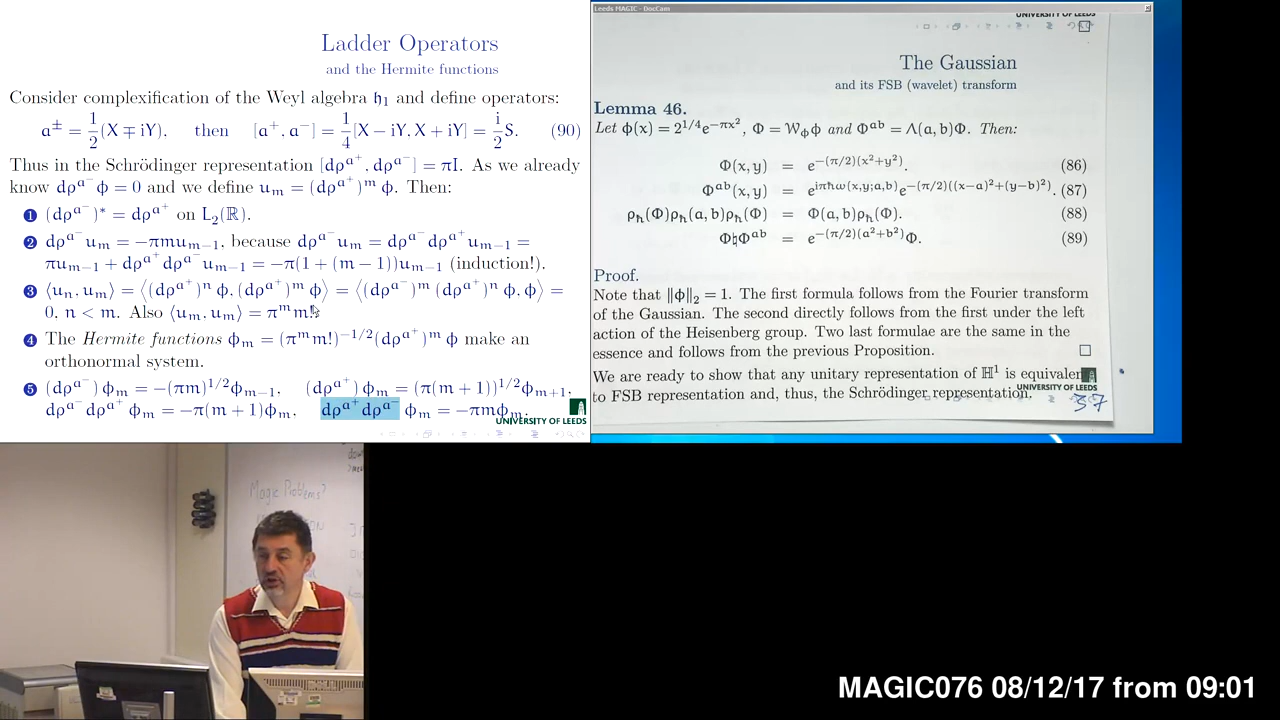 Ladder Operators
and the Hermite functions
Consider complexification of the Weyl algebra 𝔥₁ and define operators:
a^± = 1/2(X ∓ iY). then [a⁺, a⁻] = 1/4[X − iY, X + iY] = i/2 S. (90)
Thus in the Schrödinger representation [dρ^{a⁺}, dρ^{a⁻}] = πI. As we already
know dρ^{a⁻}ϕ = 0 and we define u_m = (dρ^{a⁺})^m ϕ. Then:
1 (dρ^{a⁻})* = dρ^{a⁺} on L₂(ℝ).
2 dρ^{a⁻}u_m = −πmu_{m−1}, because dρ^{a⁻}u_m = dρ^{a⁻}dρ^{a⁺}u_{m−1} =
πu_{m−1} + dρ^{a⁺}dρ^{a⁻}u_{m−1} = −π(1 + (m − 1))u_{m−1} (induction!).
3 ⟨u_n, u_m⟩ = ⟨(dρ^{a⁺})^n ϕ, (dρ^{a⁺})^m ϕ⟩ = ⟨(dρ^{a⁻})^m (dρ^{a⁺})^n ϕ, ϕ⟩ =
0, n < m. Also ⟨u_m, u_m⟩ = π^m m!.
4 The Hermite functions ϕ_m = (π^m m!)^{−1/2}(dρ^{a⁺})^m ϕ make an
orthonormal system.
5 (dρ^{a⁻}) ϕ_m = −(πm)^{1/2}ϕ_{m−1}, (dρ^{a⁺}) ϕ_m = (π(m + 1))^{1/2}ϕ_{m+1},
dρ^{a⁻}dρ^{a⁺} ϕ_m = −π(m + 1)ϕ_m, dρ^{a⁺}dρ^{a⁻} ϕ_m = −πmϕ_m.
UNIVERSITY OF LEEDS
Leeds MAGIC - DocCam
UNIVERSITY OF LEEDS
The Gaussian
and its FSB (wavelet) transform
Lemma 46.
Let ϕ(x) = 2^{1/4}e^{−πx²}, Φ = 𝒲_ϕϕ and Φ^{ab} = Λ(a, b)Φ. Then:
Φ(x, y) = e^{−(π/2)(x²+y²)}. (86)
Φ^{ab}(x, y) = e^{iπħω(x,y;a,b)}e^{−(π/2)((x−a)²+(y−b)²)}. (87)
ρ_ħ(Φ)ρ_ħ(a, b)ρ_ħ(Φ) = Φ(a, b)ρ_ħ(Φ). (88)
Φ♮Φ^{ab} = e^{−(π/2)(a²+b²)}Φ. (89)
Proof.
Note that ‖ϕ‖₂ = 1. The first formula follows from the Fourier transform
of the Gaussian. The second directly follows from the first under the left
action of the Heisenberg group. Two last formulae are the same in the
essence and follows from the previous Proposition. □
We are ready to show that any unitary representation of ℍ¹ is equivalen
to FSB representation and, thus, the Schrödinger representation.
UNIVERSITY OF LEEDS
57
Magic Problems?
MAGIC076 08/12/17 from 09:01